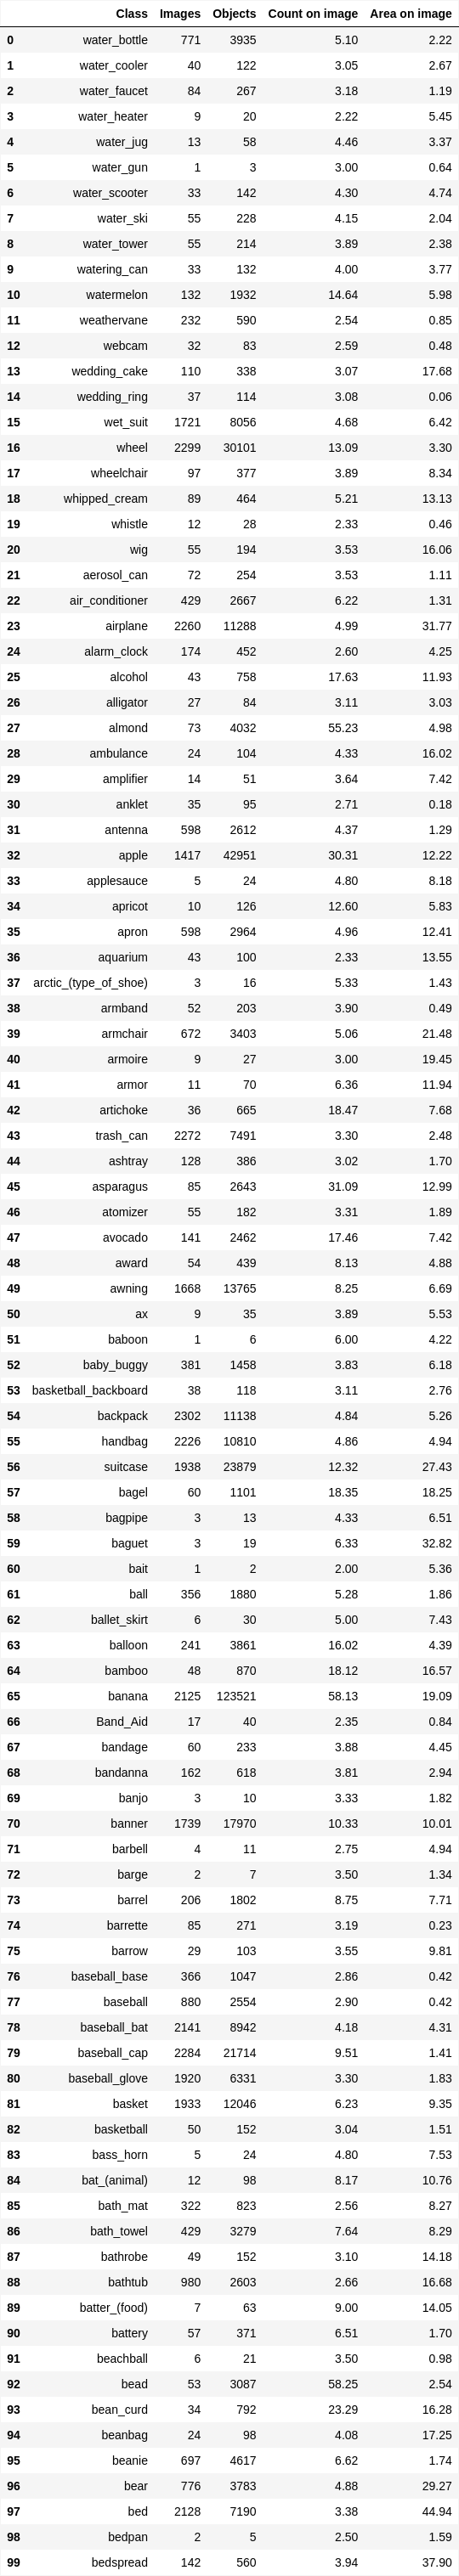 Class Images Objects Count on image Area on image
0 water_bottle 771 3935 5.10 2.22
1 water_cooler 40 122 3.05 2.67
2 water_faucet 84 267 3.18 1.19
3 water_heater 9 20 2.22 5.45
4 water_jug 13 58 4.46 3.37
5 water_gun 1 3 3.00 0.64
6 water_scooter 33 142 4.30 4.74
7 water_ski 55 228 4.15 2.04
8 water_tower 55 214 3.89 2.38
9 watering_can 33 132 4.00 3.77
10 watermelon 132 1932 14.64 5.98
11 weathervane 232 590 2.54 0.85
12 webcam 32 83 2.59 0.48
13 wedding_cake 110 338 3.07 17.68
14 wedding_ring 37 114 3.08 0.06
15 wet_suit 1721 8056 4.68 6.42
16 wheel 2299 30101 13.09 3.30
17 wheelchair 97 377 3.89 8.34
18 whipped_cream 89 464 5.21 13.13
19 whistle 12 28 2.33 0.46
20 wig 55 194 3.53 16.06
21 aerosol_can 72 254 3.53 1.11
22 air_conditioner 429 2667 6.22 1.31
23 airplane 2260 11288 4.99 31.77
24 alarm_clock 174 452 2.60 4.25
25 alcohol 43 758 17.63 11.93
26 alligator 27 84 3.11 3.03
27 almond 73 4032 55.23 4.98
28 ambulance 24 104 4.33 16.02
29 amplifier 14 51 3.64 7.42
30 anklet 35 95 2.71 0.18
31 antenna 598 2612 4.37 1.29
32 apple 1417 42951 30.31 12.22
33 applesauce 5 24 4.80 8.18
34 apricot 10 126 12.60 5.83
35 apron 598 2964 4.96 12.41
36 aquarium 43 100 2.33 13.55
37 arctic_(type_of_shoe) 3 16 5.33 1.43
38 armband 52 203 3.90 0.49
39 armchair 672 3403 5.06 21.48
40 armoire 9 27 3.00 19.45
41 armor 11 70 6.36 11.94
42 artichoke 36 665 18.47 7.68
43 trash_can 2272 7491 3.30 2.48
44 ashtray 128 386 3.02 1.70
45 asparagus 85 2643 31.09 12.99
46 atomizer 55 182 3.31 1.89
47 avocado 141 2462 17.46 7.42
48 award 54 439 8.13 4.88
49 awning 1668 13765 8.25 6.69
50 ax 9 35 3.89 5.53
51 baboon 1 6 6.00 4.22
52 baby_buggy 381 1458 3.83 6.18
53 basketball_backboard 38 118 3.11 2.76
54 backpack 2302 11138 4.84 5.26
55 handbag 2226 10810 4.86 4.94
56 suitcase 1938 23879 12.32 27.43
57 bagel 60 1101 18.35 18.25
58 bagpipe 3 13 4.33 6.51
59 baguet 3 19 6.33 32.82
60 bait 1 2 2.00 5.36
61 ball 356 1880 5.28 1.86
62 ballet_skirt 6 30 5.00 7.43
63 balloon 241 3861 16.02 4.39
64 bamboo 48 870 18.12 16.57
65 banana 2125 123521 58.13 19.09
66 Band_Aid 17 40 2.35 0.84
67 bandage 60 233 3.88 4.45
68 bandanna 162 618 3.81 2.94
69 banjo 3 10 3.33 1.82
70 banner 1739 17970 10.33 10.01
71 barbell 4 11 2.75 4.94
72 barge 2 7 3.50 1.34
73 barrel 206 1802 8.75 7.71
74 barrette 85 271 3.19 0.23
75 barrow 29 103 3.55 9.81
76 baseball_base 366 1047 2.86 0.42
77 baseball 880 2554 2.90 0.42
78 baseball_bat 2141 8942 4.18 4.31
79 baseball_cap 2284 21714 9.51 1.41
80 baseball_glove 1920 6331 3.30 1.83
81 basket 1933 12046 6.23 9.35
82 basketball 50 152 3.04 1.51
83 bass_horn 5 24 4.80 7.53
84 bat_(animal) 12 98 8.17 10.76
85 bath_mat 322 823 2.56 8.27
86 bath_towel 429 3279 7.64 8.29
87 bathrobe 49 152 3.10 14.18
88 bathtub 980 2603 2.66 16.68
89 batter_(food) 7 63 9.00 14.05
90 battery 57 371 6.51 1.70
91 beachball 6 21 3.50 0.98
92 bead 53 3087 58.25 2.54
93 bean_curd 34 792 23.29 16.28
94 beanbag 24 98 4.08 17.25
95 beanie 697 4617 6.62 1.74
96 bear 776 3783 4.88 29.27
97 bed 2128 7190 3.38 44.94
98 bedpan 2 5 2.50 1.59
99 bedspread 142 560 3.94 37.90